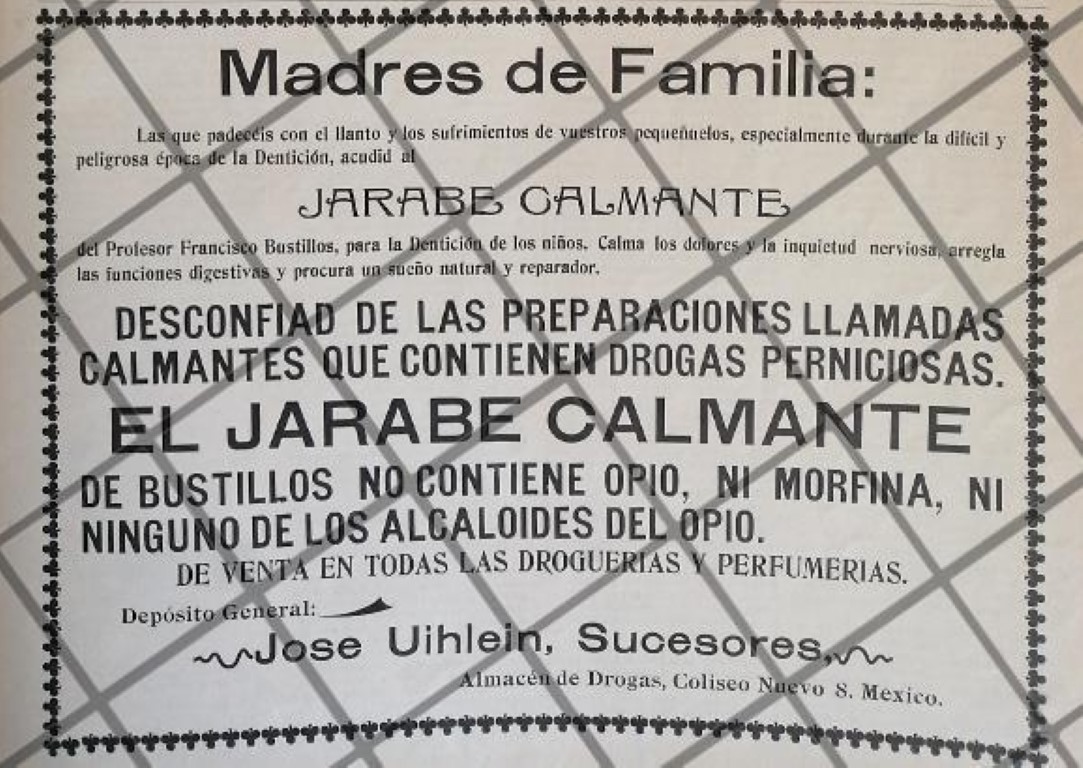 Madres de Familia:
Las que padecéis con el llanto y los sufrimientos de vuestros pequeñuelos, especialmente durante la difícil y
peligrosa época de la Dentición, acudid al
JARABE CALMANTE
del Profesor Francisco Bustillos, para la Dentición de los niños. Calma los dolores y la inquietud nerviosa, arregla
las funciones digestivas y procura un sueño natural y reparador.
DESCONFIAD DE LAS PREPARACIONES LLAMADAS
CALMANTES QUE CONTIENEN DROGAS PERNICIOSAS.
EL JARABE CALMANTE
DE BUSTILLOS NO CONTIENE OPIO, NI MORFINA, NI
NINGUNO DE LOS ALCALOIDES DEL OPIO.
DE VENTA EN TODAS LAS DROGUERIAS Y PERFUMERIAS.
Depósito General:
Jose Uihlein, Sucesores,
Almacén de Drogas, Coliseo Nuevo 8. Mexico.